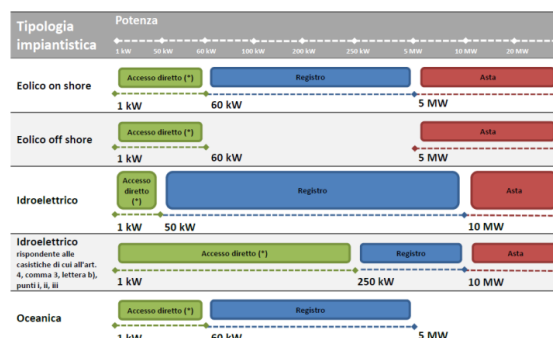 Tipologia impiantistica Potenza
1 kW 50 kW 60 kW 100 kW 200 kW 250 kW 5 MW 10 MW 20 MW
Eolico on shore Accesso diretto (*) Registro Asta
1 kW 60 kW 5 MW
Eolico off shore Accesso diretto (*) Asta
1 kW 60 kW 5 MW
Idroelettrico Accesso diretto (*) Registro Asta
1 kW 50 kW 10 MW
Idroelettrico
rispondente alle
casistiche di cui all'art.
4, comma 3, lettera b),
punti i, ii, iii
Accesso diretto (*) Registro Asta
1 kW 250 kW 10 MW
Oceanica Accesso diretto (*) Registro
1 kW 60 kW 5 MW